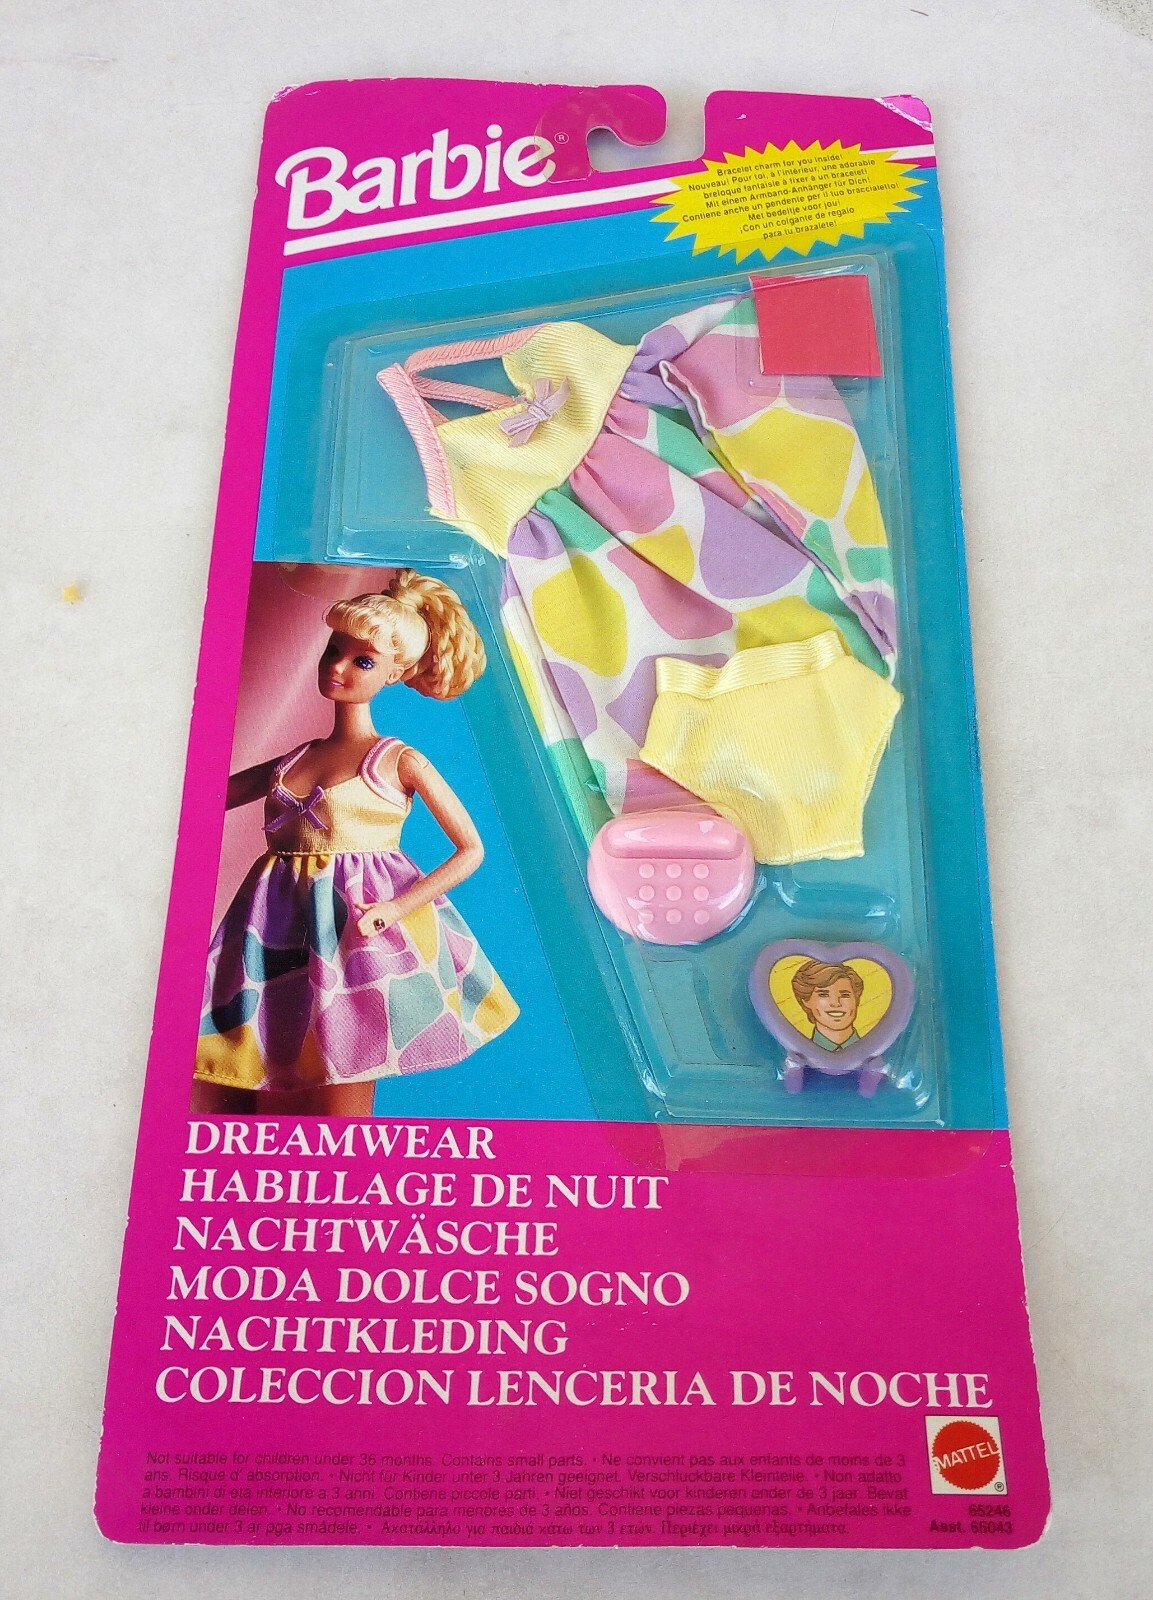 Barbie®
Bracelet charm for you inside!
Nouveau! Pour toi, à l'intérieur, une adorable
breloque fantaisie à fixer à un bracelet!
Mit einem Armband-Anhänger für Dich!
Contiene anche un pendente per il tuo braccialetto!
Met bedeltje voor jou!
¡Con un colgante de regalo
para tu brazalete!
DREAMWEAR
HABILLAGE DE NUIT
NACHTWÄSCHE
MODA DOLCE SOGNO
NACHTKLEDING
COLECCION LENCERIA DE NOCHE
MATTEL
®
Not suitable for children under 36 months. Contains small parts. • Ne convient pas aux enfants de moins de 3
ans. Risque d' absorption. • Nicht für Kinder unter 3 Jahren geeignet. Verschluckbare Kleinteile. • Non adatto
a bambini di età inferiore a 3 anni. Contiene piccole parti. • Niet geschikt voor kinderen onder de 3 jaar. Bevat
kleine onder delen. • No recomendable para menores de 3 años. Contiene piezas pequenas. • Anbefales ikke
til børn under 3 år pga smådele. • Ακατάλληλο για παιδιά κάτω των 3 ετών. Περιέχει μικρά εξαρτήματα.
65246
Asst. 65043